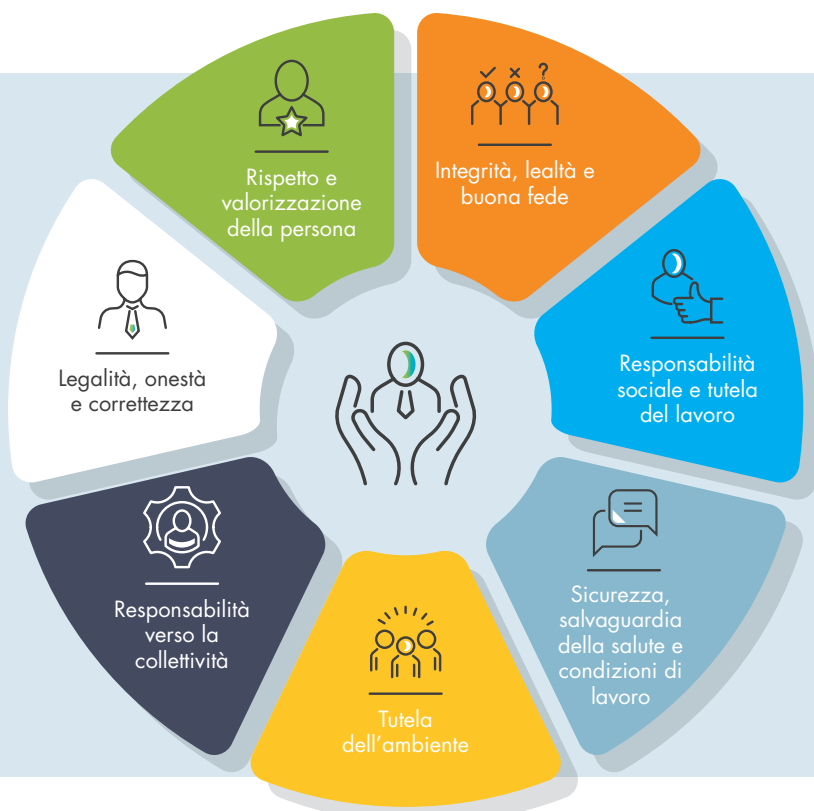 Rispetto e
valorizzazione
della persona
Integrità, lealtà e
buona fede
Responsabilità
sociale e tutela
del lavoro
Sicurezza,
salvaguardia
della salute e
condizioni di
lavoro
Tutela
dell’ambiente
Responsabilità
verso la
collettività
Legalità, onestà
e correttezza